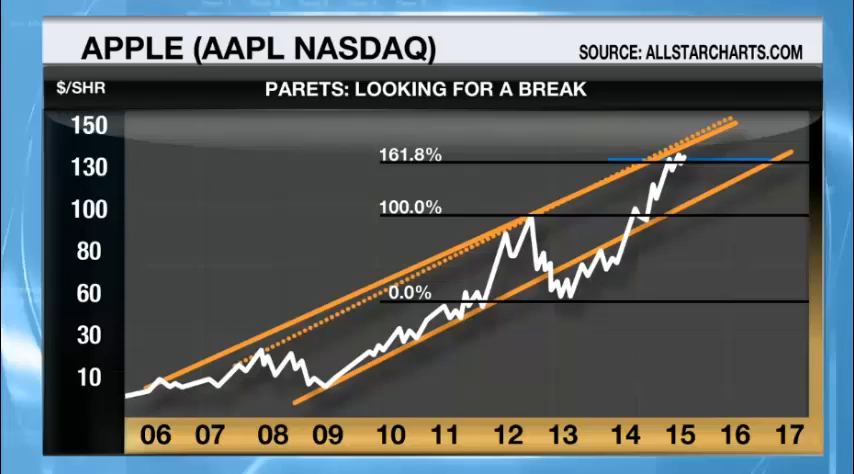 APPLE (AAPL NASDAQ)
SOURCE: ALLSTARCHARTS.COM
$/SHR
PARETS: LOOKING FOR A BREAK
150
161.8%
130
100.0%
100
80
60
0.0%
30
10
06 07 08 09 10 11 12 13 14 15 16 17